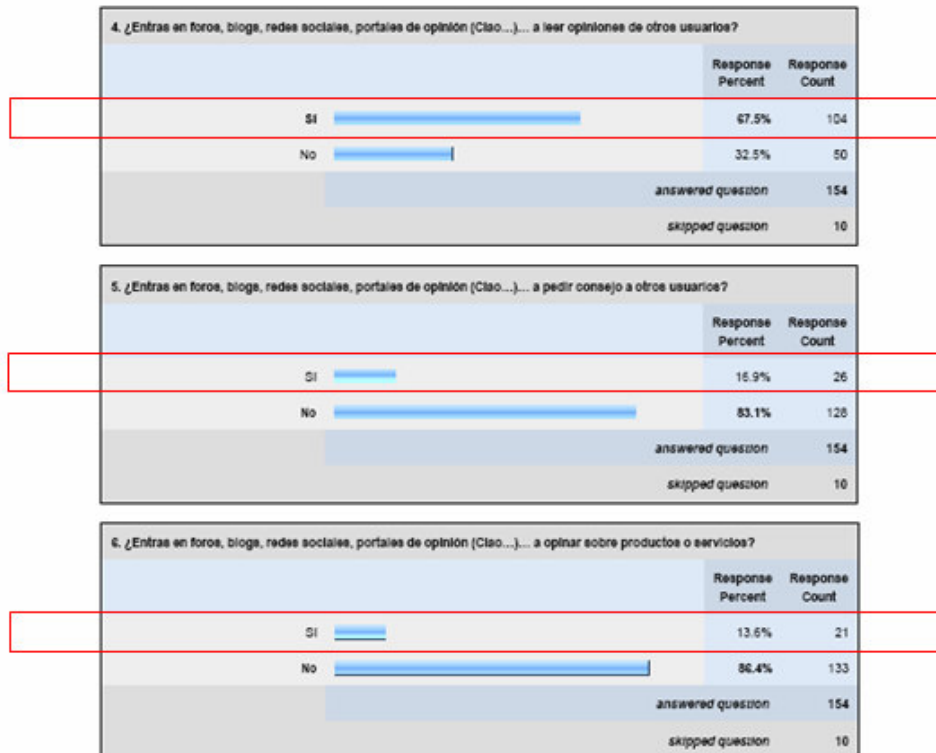 4. ¿Entras en foros, blogs, redes sociales, portales de opinión (Ciao...)... a leer opiniones de otros usuarios?
Response Percent Response Count
Sí 67.5% 104
No 32.5% 50
answered question 154
skipped question 10
5. ¿Entras en foros, blogs, redes sociales, portales de opinión (Ciao...)... a pedir consejo a otros usuarios?
Response Percent Response Count
Sí 16.9% 26
No 83.1% 128
answered question 154
skipped question 10
6. ¿Entras en foros, blogs, redes sociales, portales de opinión (Ciao...)... a opinar sobre productos o servicios?
Response Percent Response Count
Sí 13.6% 21
No 86.4% 133
answered question 154
skipped question 10